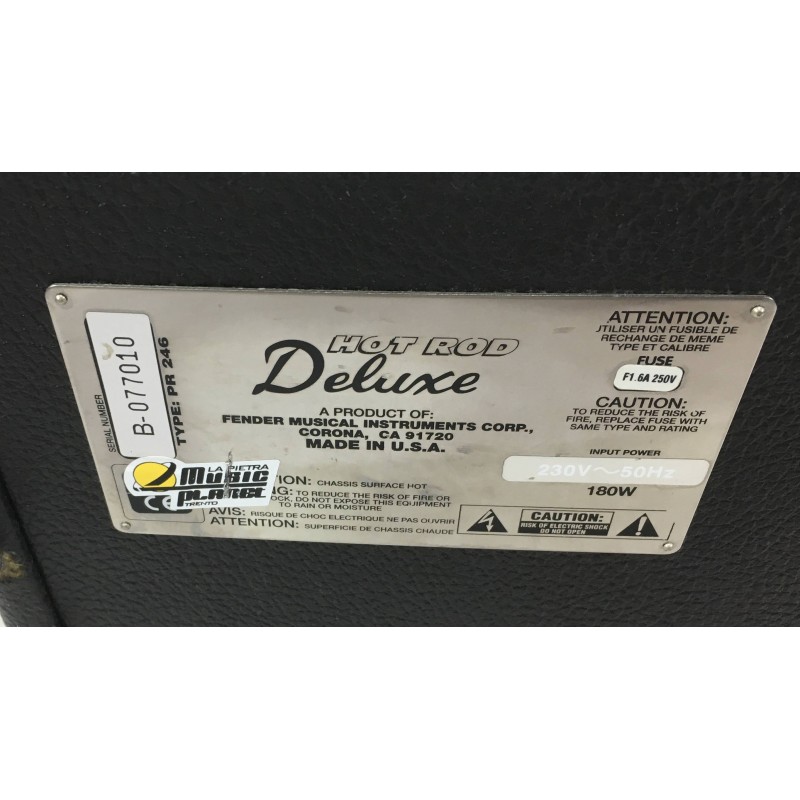 SERIAL NUMBER
B-077010
TYPE: PR 246
HOT ROD
Deluxe
A PRODUCT OF:
FENDER MUSICAL INSTRUMENTS CORP.,
CORONA, CA 91720
MADE IN U.S.A.
ATTENTION:
UTILISER UN FUSIBLE DE
RECHANGE DE MEME
TYPE ET CALIBRE
FUSE
F1.6A 250V
CAUTION:
TO REDUCE THE RISK OF
FIRE, REPLACE FUSE WITH
SAME TYPE AND RATING
INPUT POWER
230V~50Hz
180W
LA PIETRA
Music
PLANET
TRENTO
CE
CHASSIS SURFACE HOT
TO REDUCE THE RISK OF FIRE OR
DO NOT EXPOSE THIS EQUIPMENT
TO RAIN OR MOISTURE
AVIS: RISQUE DE CHOC ELECTRIQUE NE PAS OUVRIR
ATTENTION: SUPERFICIE DE CHASSIS CHAUDE
CAUTION:
RISK OF ELECTRIC SHOCK
DO NOT OPEN